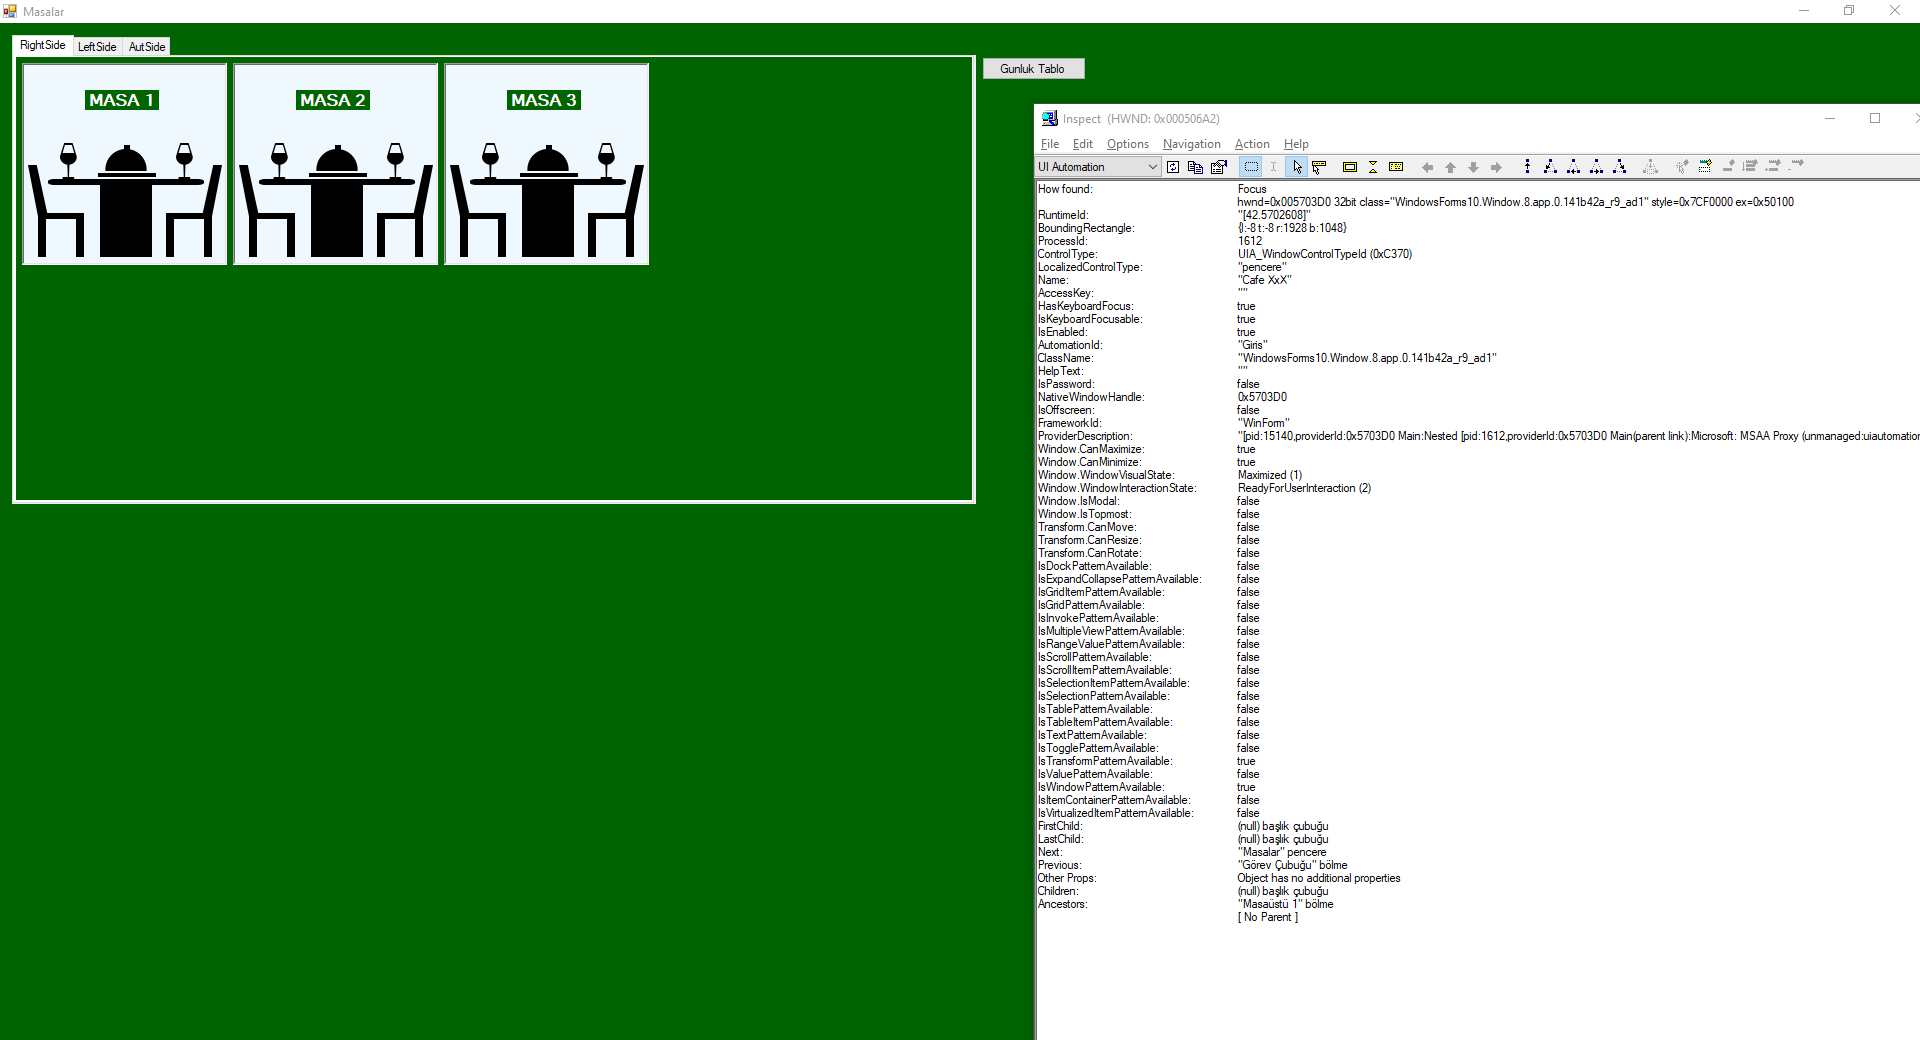 Masalar
RightSide LeftSide AutSide
Gunluk Tablo
MASA 1 MASA 2 MASA 3
Inspect (HWND: 0x000506A2)
File Edit Options Navigation Action Help
UI Automation
How found: Focus
hwnd=0x005703D0 32bit class="WindowsForms10.Window.8.app.0.141b42a_r9_ad1" style=0x7CF0000 ex=0x50100
RuntimeId: "[42.5702608]"
BoundingRectangle: {l:-8 t:-8 r:1928 b:1048}
ProcessId: 1612
ControlType: UIA_WindowControlTypeId (0xC370)
LocalizedControlType: "pencere"
Name: "Cafe XxX"
AccessKey: ""
HasKeyboardFocus: true
IsKeyboardFocusable: true
IsEnabled: true
AutomationId: "Giris"
ClassName: "WindowsForms10.Window.8.app.0.141b42a_r9_ad1"
HelpText: ""
IsPassword: false
NativeWindowHandle: 0x5703D0
IsOffscreen: false
FrameworkId: "WinForm"
ProviderDescription: "[pid:15140,providerId:0x5703D0 Main:Nested [pid:1612,providerId:0x5703D0 Main(parent link):Microsoft: MSAA Proxy (unmanaged:uiautomation
Window.CanMaximize: true
Window.CanMinimize: true
Window.WindowVisualState: Maximized (1)
Window.WindowInteractionState: ReadyForUserInteraction (2)
Window.IsModal: false
Window.IsTopmost: false
Transform.CanMove: false
Transform.CanResize: false
Transform.CanRotate: false
IsDockPatternAvailable: false
IsExpandCollapsePatternAvailable: false
IsGridItemPatternAvailable: false
IsGridPatternAvailable: false
IsInvokePatternAvailable: false
IsMultipleViewPatternAvailable: false
IsRangeValuePatternAvailable: false
IsScrollPatternAvailable: false
IsScrollItemPatternAvailable: false
IsSelectionItemPatternAvailable: false
IsSelectionPatternAvailable: false
IsTablePatternAvailable: false
IsTableItemPatternAvailable: false
IsTextPatternAvailable: false
IsTogglePatternAvailable: false
IsTransformPatternAvailable: true
IsValuePatternAvailable: false
IsWindowPatternAvailable: true
IsItemContainerPatternAvailable: false
IsVirtualizedItemPatternAvailable: false
FirstChild: (null) başlık çubuğu
LastChild: (null) başlık çubuğu
Next: "Masalar" pencere
Previous: "Görev Çubuğu" bölme
Other Props: Object has no additional properties
Children: (null) başlık çubuğu
Ancestors: "Masaüstü 1" bölme
[ No Parent ]